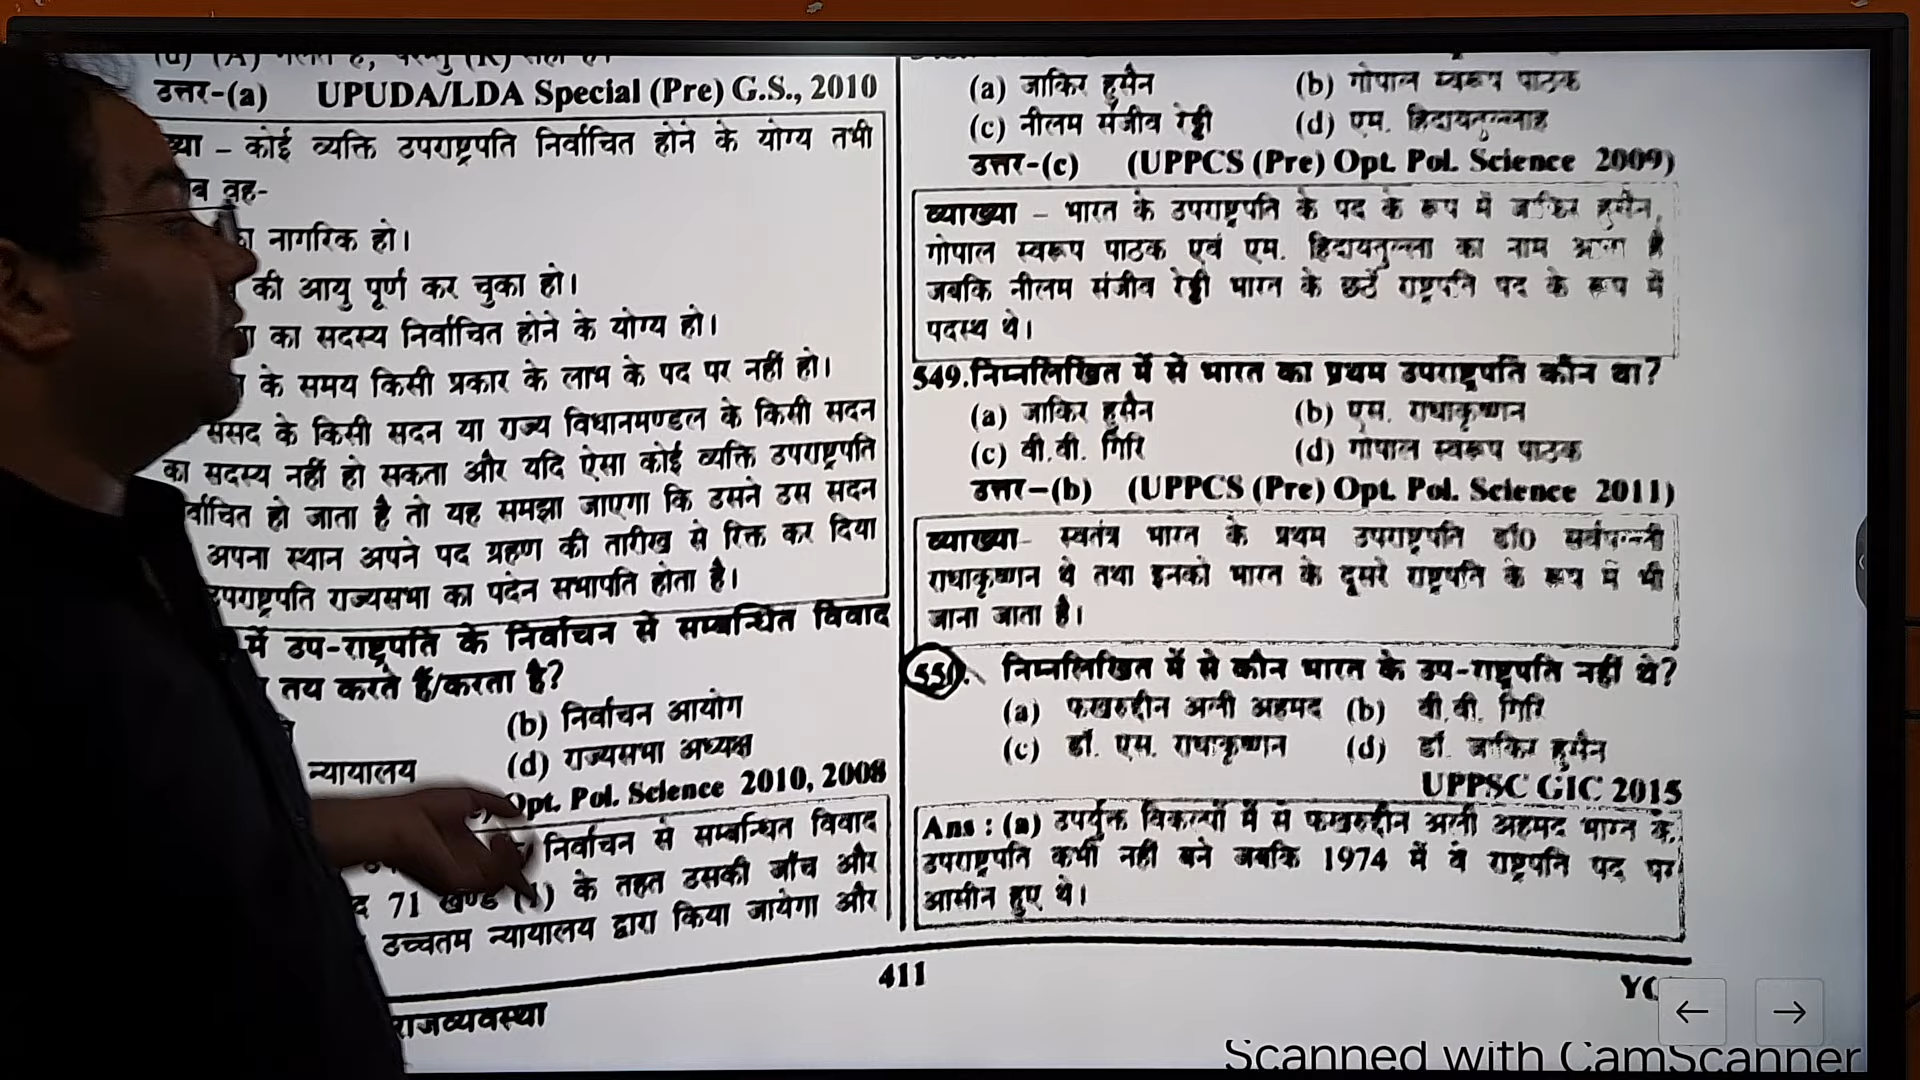 उत्तर-(a) UPUDA/LDA Special (Pre) G.S., 2010
ख्या – कोई व्यक्ति उपराष्ट्रपति निर्वाचित होने के योग्य तभी
ब वह-
का नागरिक हो।
की आयु पूर्ण कर चुका हो।
का सदस्य निर्वाचित होने के योग्य हो।
के समय किसी प्रकार के लाभ के पद पर नहीं हो।
संसद के किसी सदन या राज्य विधानमण्डल के किसी सदन
का सदस्य नहीं हो सकता और यदि ऐसा कोई व्यक्ति उपराष्ट्रपति
र्वाचित हो जाता है तो यह समझा जाएगा कि उसने उस सदन
अपना स्थान अपने पद ग्रहण की तारीख से रिक्त कर दिया
उपराष्ट्रपति राज्यसभा का पदेन सभापति होता है।
में उप-राष्ट्रपति के निर्वाचन से सम्बन्धित विवाद
तय करते हैं/करता है?
(b) निर्वाचन आयोग
न्यायालय (d) राज्यसभा अध्यक्ष
Opt. Pol. Science 2010, 2008
निर्वाचन से सम्बन्धित विवाद
71 खण्ड (1) के तहत उसकी जाँच और
उच्चतम न्यायालय द्वारा किया जायेगा और
(a) जाकिर हुसैन (b) गोपाल स्वरूप पाठक
(c) नीलम संजीव रेड्डी (d) एम. हिदायतुल्लाह
उत्तर-(c) (UPPCS (Pre) Opt. Pol. Science 2009)
व्याख्या – भारत के उपराष्ट्रपति के पद के रूप में जाकिर हुसैन,
गोपाल स्वरूप पाठक एवं एम. हिदायतुल्ला का नाम आता है
जबकि नीलम संजीव रेड्डी भारत के छठें राष्ट्रपति पद के रूप में
पदस्थ थे।
549.निम्नलिखित में से भारत का प्रथम उपराष्ट्रपति कौन था?
(a) जाकिर हुसैन (b) एस. राधाकृष्णन
(c) वी.वी. गिरि (d) गोपाल स्वरूप पाठक
उत्तर–(b) (UPPCS (Pre) Opt. Pol. Science 2011)
व्याख्या– स्वतंत्र भारत के प्रथम उपराष्ट्रपति डॉ0 सर्वपल्ली
राधाकृष्णन थे तथा इनको भारत के दूसरे राष्ट्रपति के रूप में भी
जाना जाता है।
550. निम्नलिखित में से कौन भारत के उप-राष्ट्रपति नहीं थे?
(a) फखरुद्दीन अली अहमद (b) वी.वी. गिरि
(c) डॉ. एस. राधाकृष्णन (d) डॉ. जाकिर हुसैन
UPPSC GIC 2015
Ans : (a) उपर्युक्त विकल्पों में से फखरुद्दीन अली अहमद भारत के
उपराष्ट्रपति कभी नहीं बने जबकि 1974 में वे राष्ट्रपति पद पर
आसीन हुए थे।
411
राजव्यवस्था
Scanned with CamScanner